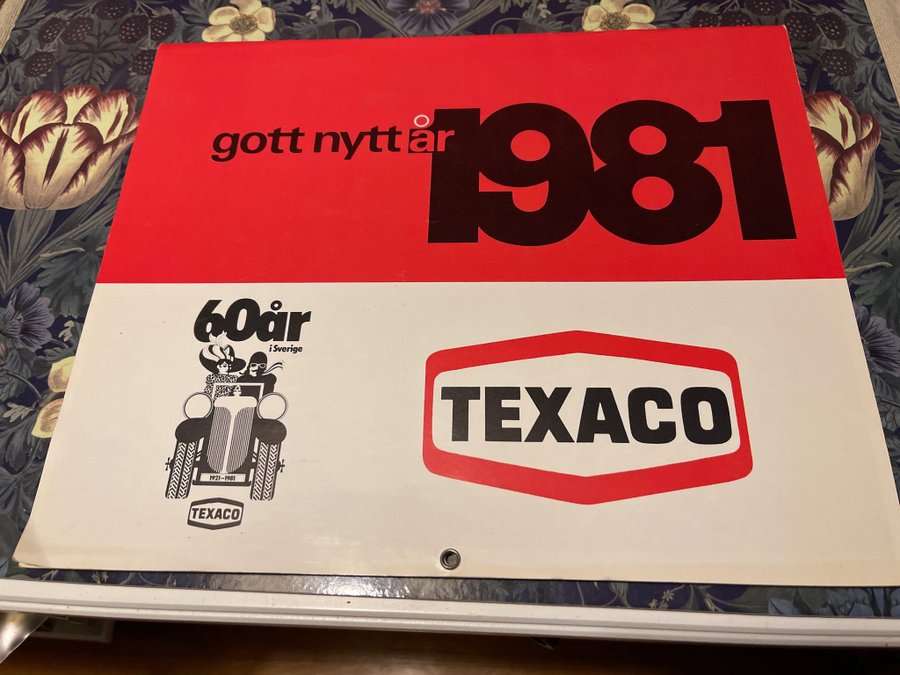 gott nytt år 1981
60år
i Sverige
1921-1981
TEXACO
TEXACO